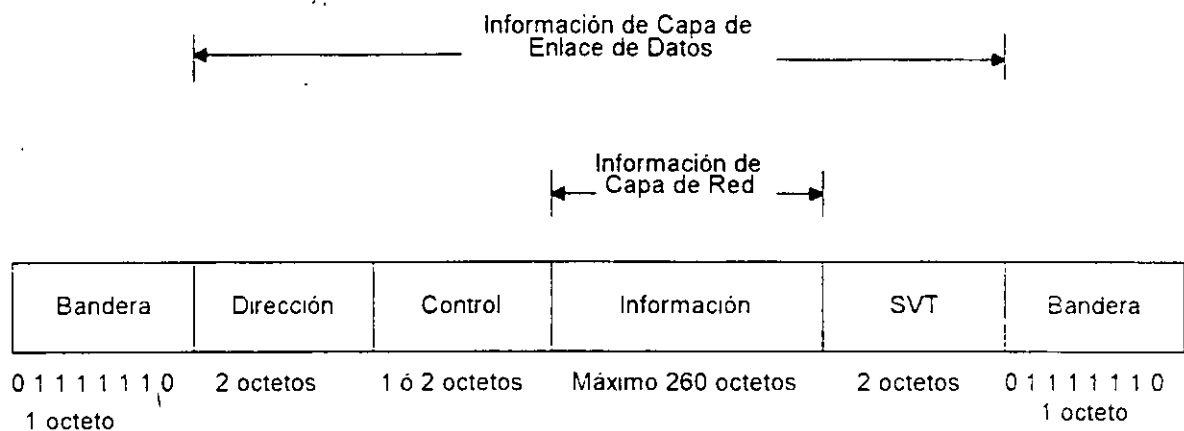 Información de Capa de
Enlace de Datos
Información de
Capa de Red
Bandera Dirección Control Información SVT Bandera
0 1 1 1 1 1 1 0 2 octetos 1 ó 2 octetos Máximo 260 octetos 2 octetos 0 1 1 1 1 1 1 0
1 octeto 1 octeto